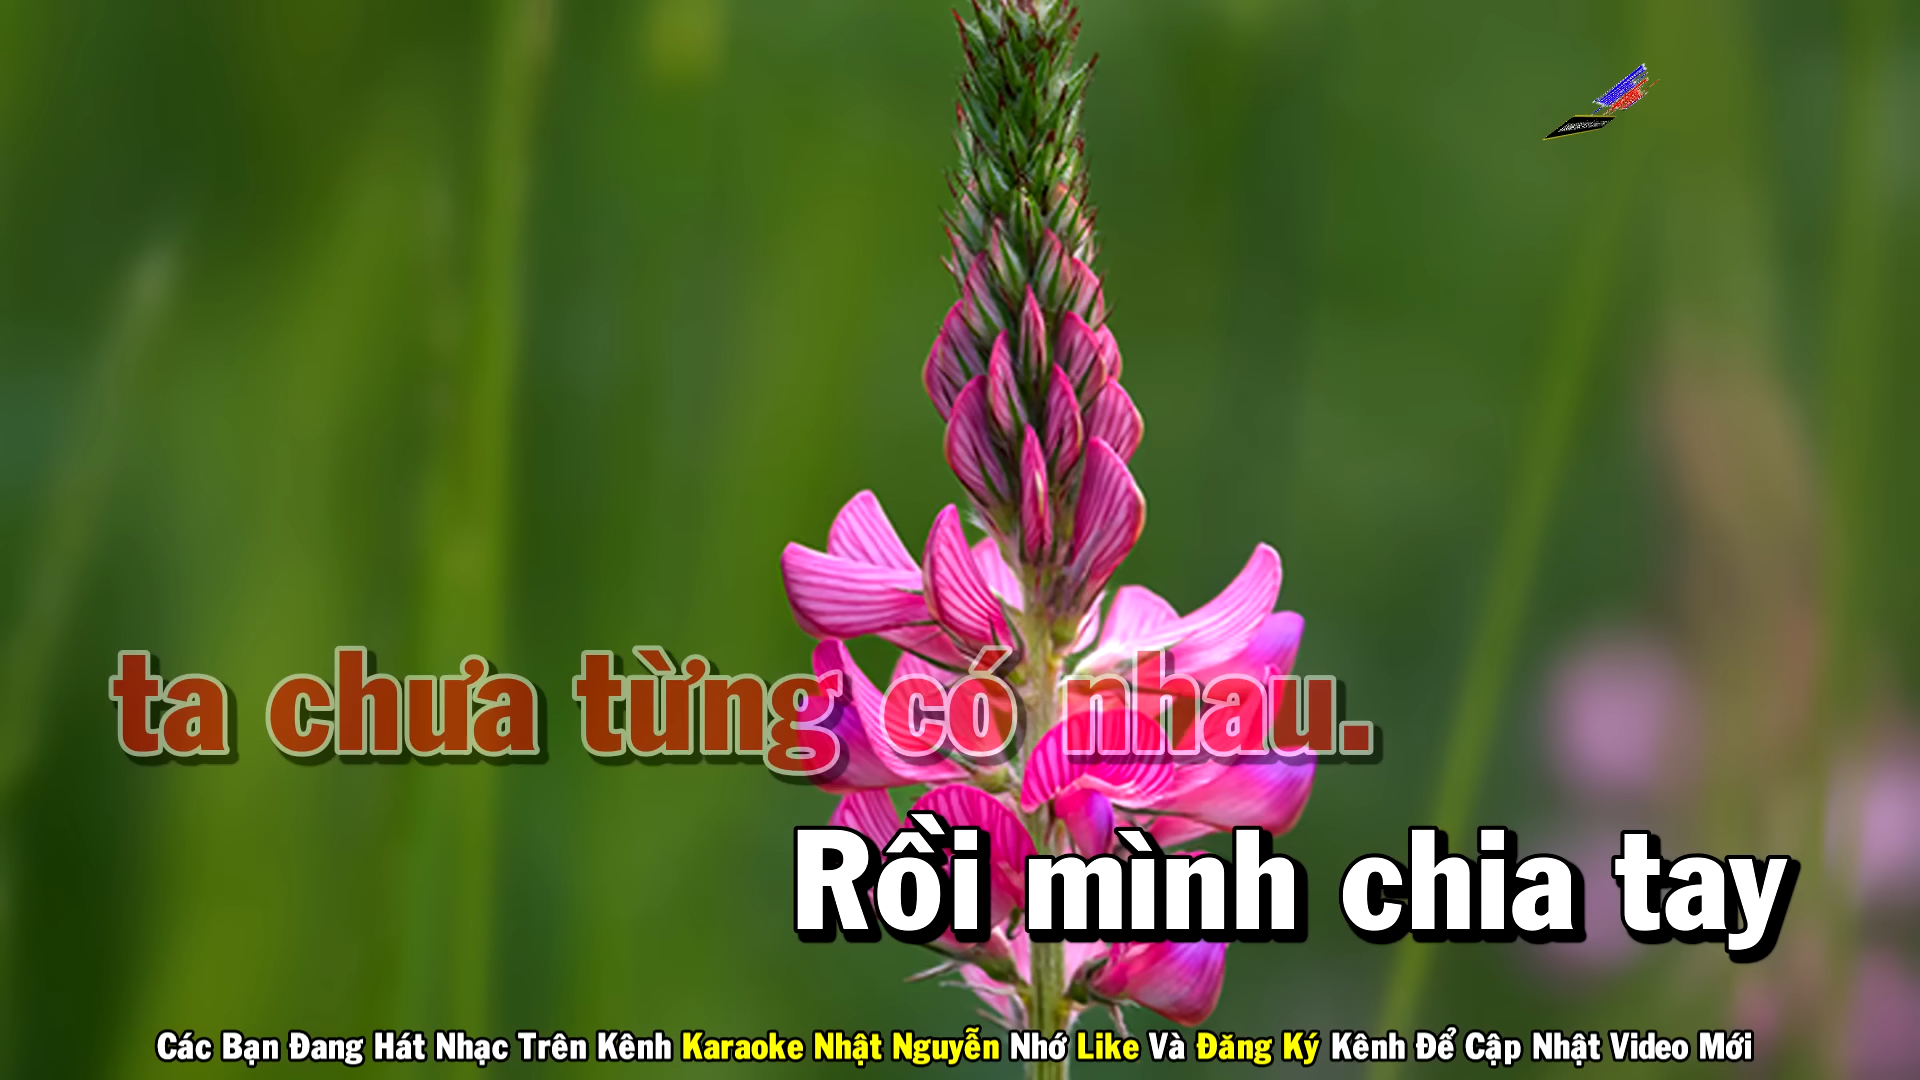 ta chưa từng có nhau.
Rồi mình chia tay
Các Bạn Đang Hát Nhạc Trên Kênh Karaoke Nhật Nguyễn Nhớ Like Và Đăng Ký Kênh Để Cập Nhật Video Mới